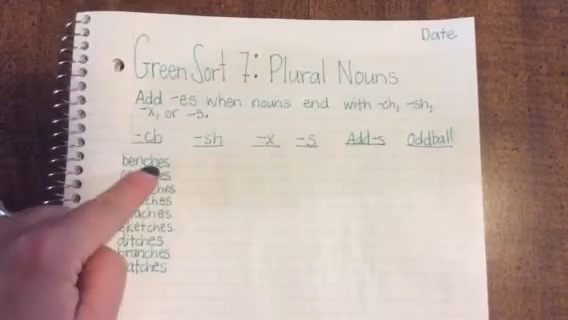 Date
Green Sort 7: Plural Nouns
Add -es when nouns end with -ch, -sh,
-x, or -s.
-ch -sh -x -s Add-s Oddball
benches
sketches
branches